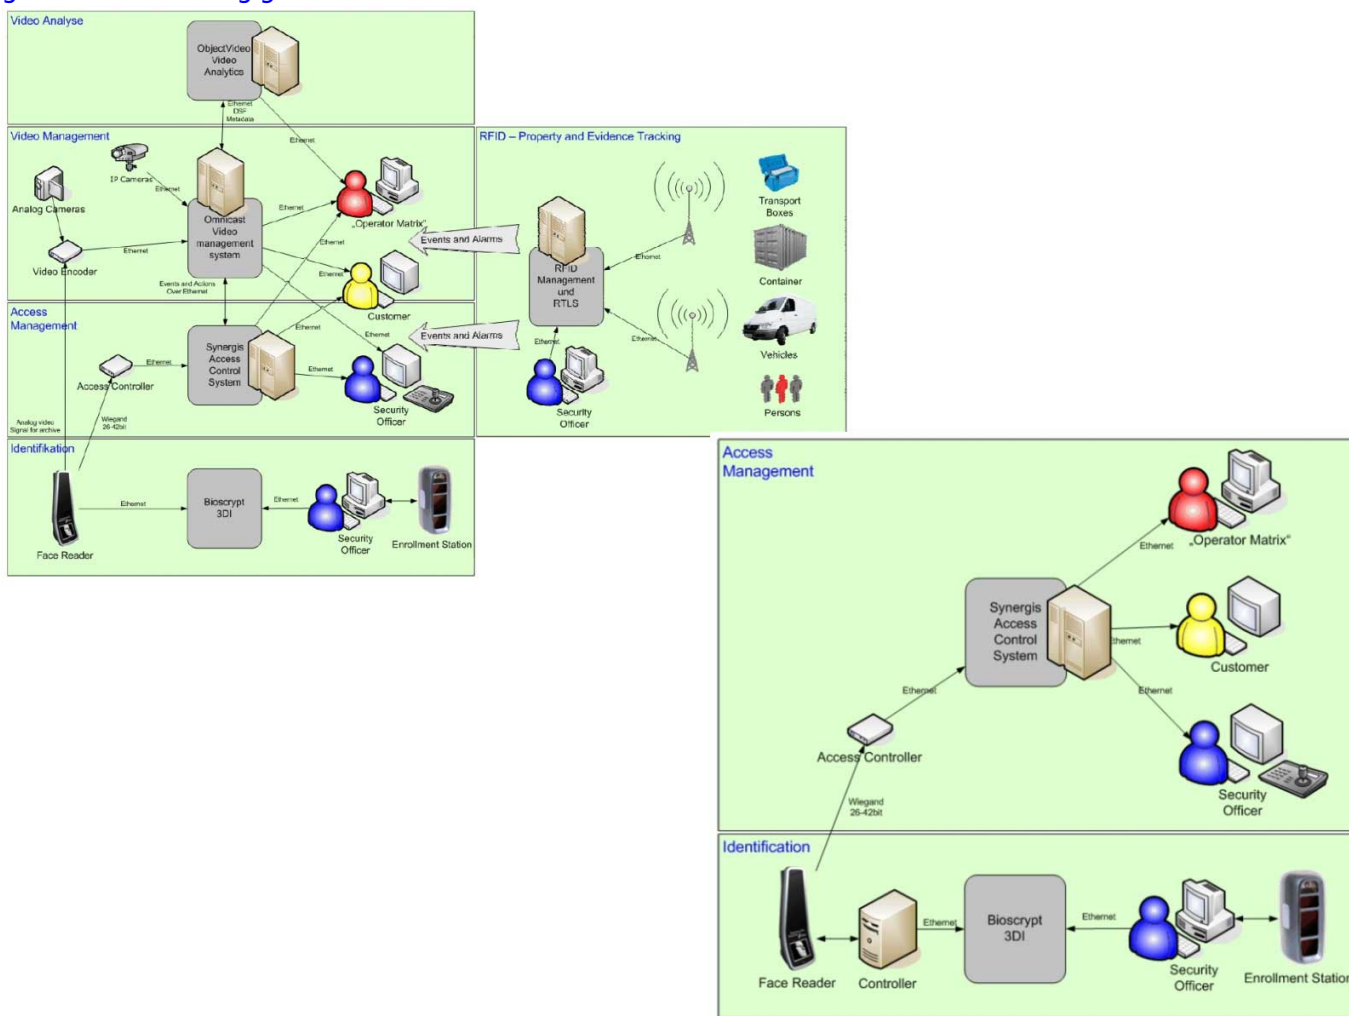 Video Analyse
ObjectVideo
Video
Analytics
Ethernet
DSP
Metadata
Ethernet
Video Management
IP Cameras
Ethernet
Analog Cameras
Omnicast
Video
management
system
Ethernet
„Operator Matrix“
Ethernet
Video Encoder
Ethernet
Customer
Events and Actions
Over Ethernet
Events and Alarms
RFID – Property and Evidence Tracking
Transport
Boxes
Ethernet
RFID
Management
und
RTLS
Container
Ethernet
Vehicles
Ethernet
Security
Officer
Persons
Access
Management
Ethernet
Ethernet
Events and Alarms
Ethernet
Synergis
Access
Control
System
Access Controller
Ethernet
Security
Officer
Analog video
Signal for archive
Wiegand
26-42bit
Identifikation
Ethernet
Bioscrypt
3DI
Ethernet
Security
Officer
Enrollment Station
Face Reader
Access
Management
„Operator Matrix“
Ethernet
Synergis
Access
Control
System
Ethernet
Customer
Ethernet
Ethernet
Access Controller
Security
Officer
Wiegand
26-42bit
Identification
Ethernet
Bioscrypt
3DI
Ethernet
Face Reader
Controller
Security
Officer
Enrollment Station